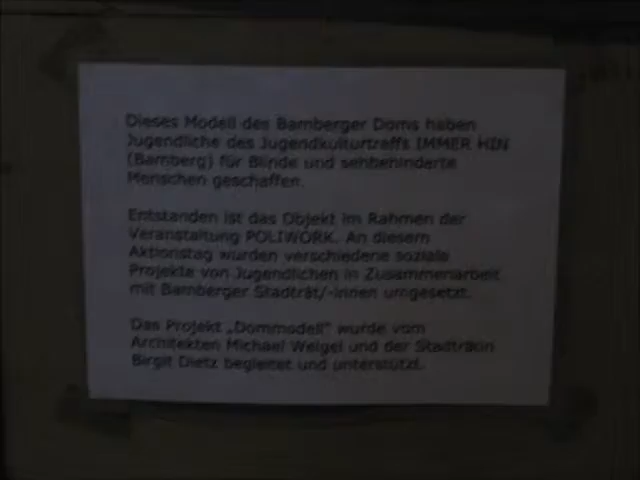 Dieses Modell des Bamberger Doms haben
Jugendliche des Jugendkulturtreffs IMMER HIN
(Bamberg) für Blinde und sehbehinderte
Menschen geschaffen.
Entstanden ist das Objekt im Rahmen der
Veranstaltung POLIWORK. An diesem
Aktionstag wurden verschiedene soziale
Projekte von Jugendlichen in Zusammenarbeit
mit Bamberger Stadträt/-innen umgesetzt.
Das Projekt „Dommodell" wurde vom
Architekten Michael Weigel und der Stadträtin
Birgit Dietz begleitet und unterstützt.